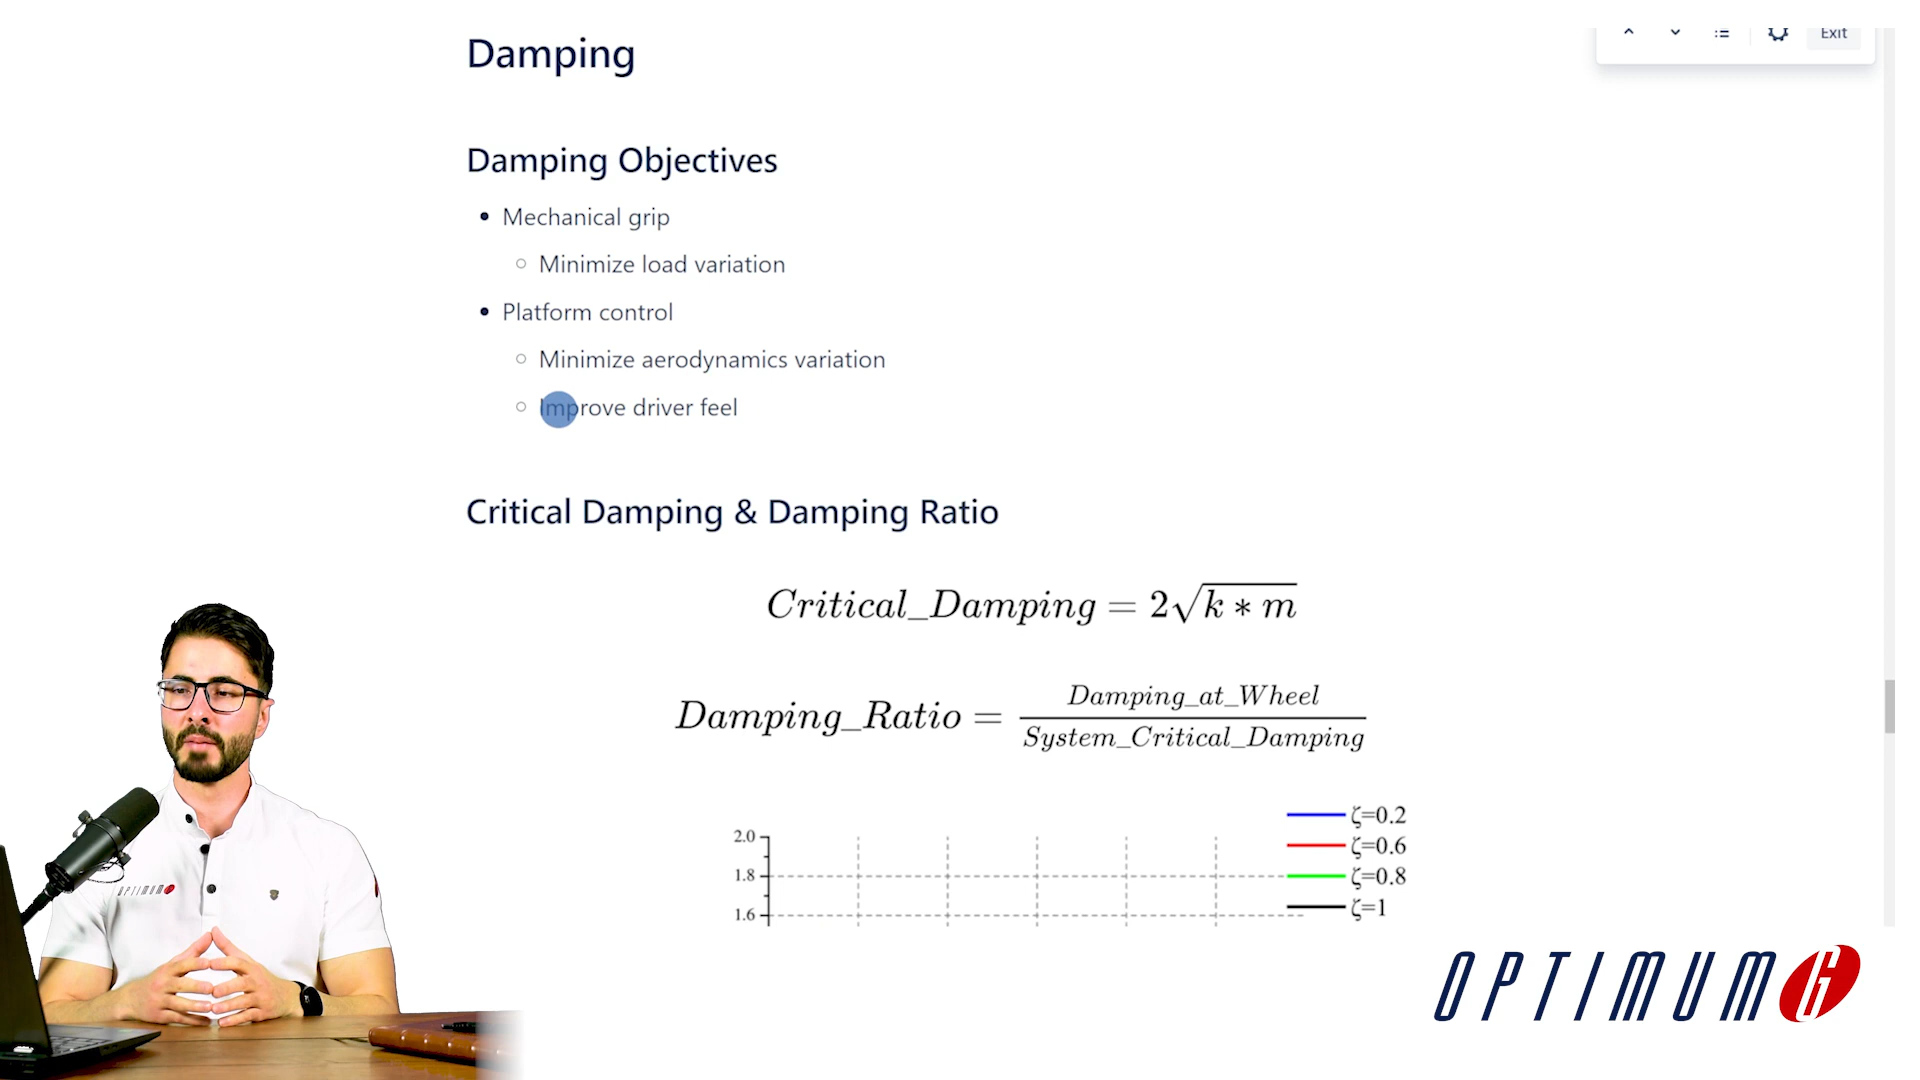 Exit
Damping
Damping Objectives
Mechanical grip
Minimize load variation
Platform control
Minimize aerodynamics variation
Improve driver feel
Critical Damping & Damping Ratio
Critical_Damping = 2√k * m
Damping_Ratio = Damping_at_Wheel
System_Critical_Damping
ζ=0.2
ζ=0.6
ζ=0.8
ζ=1
2.0
1.8
1.6
OPTIMUM
OPTIMUM G